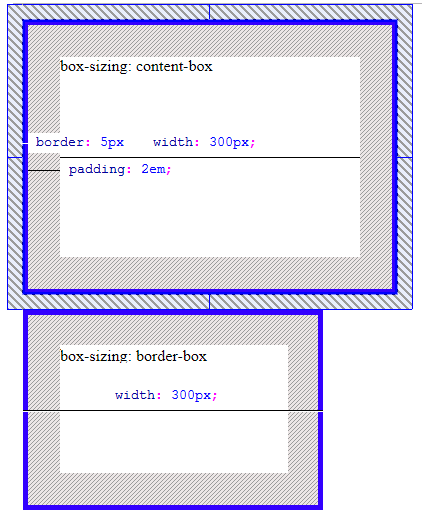 box-sizing: content-box
border: 5px width: 300px;
padding: 2em;
box-sizing: border-box
width: 300px;